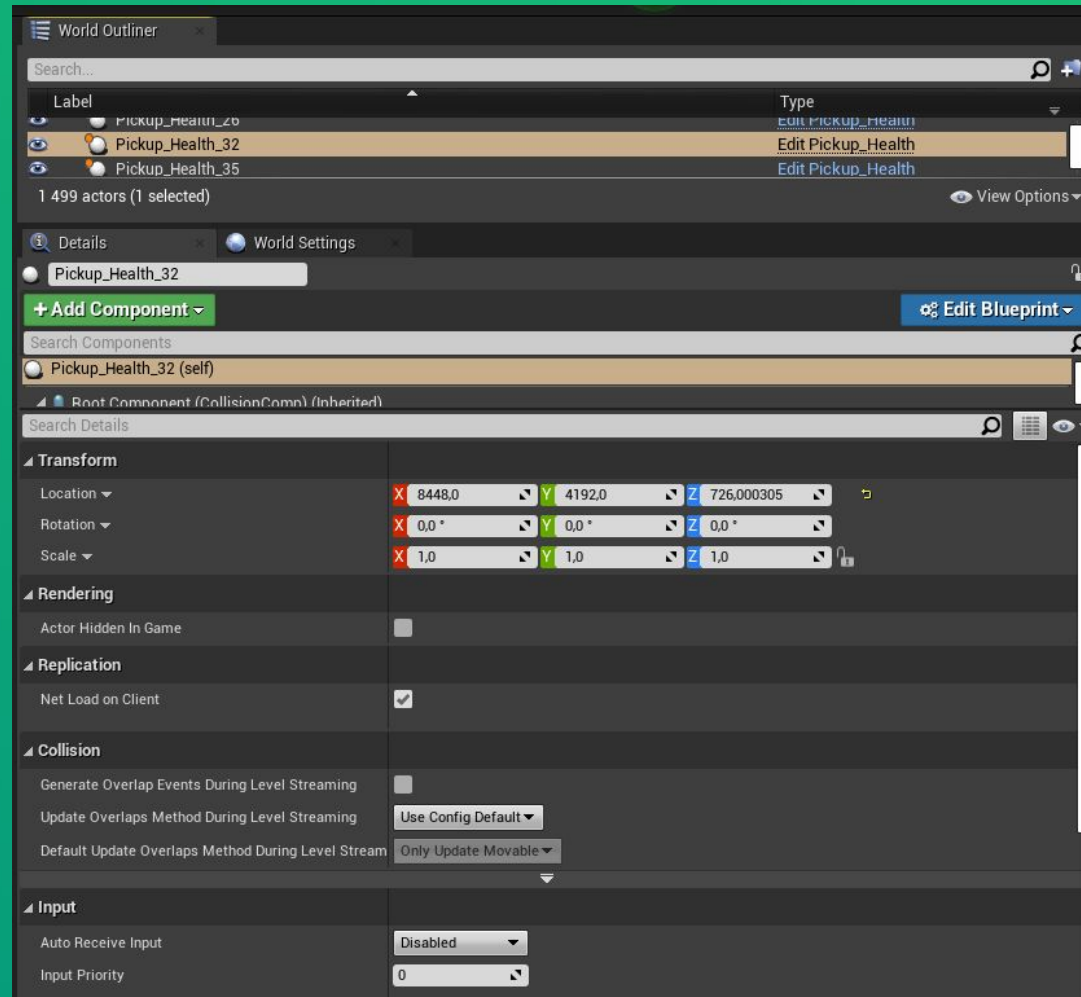 World Outliner
Search...
Label Type
Pickup_Health_26 Edit Pickup_Health
Pickup_Health_32 Edit Pickup_Health
Pickup_Health_35 Edit Pickup_Health
1 499 actors (1 selected) View Options
Details World Settings
Pickup_Health_32
+ Add Component Edit Blueprint
Search Components
Pickup_Health_32 (self)
Root Component (CollisionComp) (Inherited)
Search Details
Transform
Location X 8448,0 Y 4192,0 Z 726,000305
Rotation X 0,0 ° Y 0,0 ° Z 0,0 °
Scale X 1,0 Y 1,0 Z 1,0
Rendering
Actor Hidden In Game
Replication
Net Load on Client
Collision
Generate Overlap Events During Level Streaming
Update Overlaps Method During Level Streaming Use Config Default
Default Update Overlaps Method During Level Stream Only Update Movable
Input
Auto Receive Input Disabled
Input Priority 0